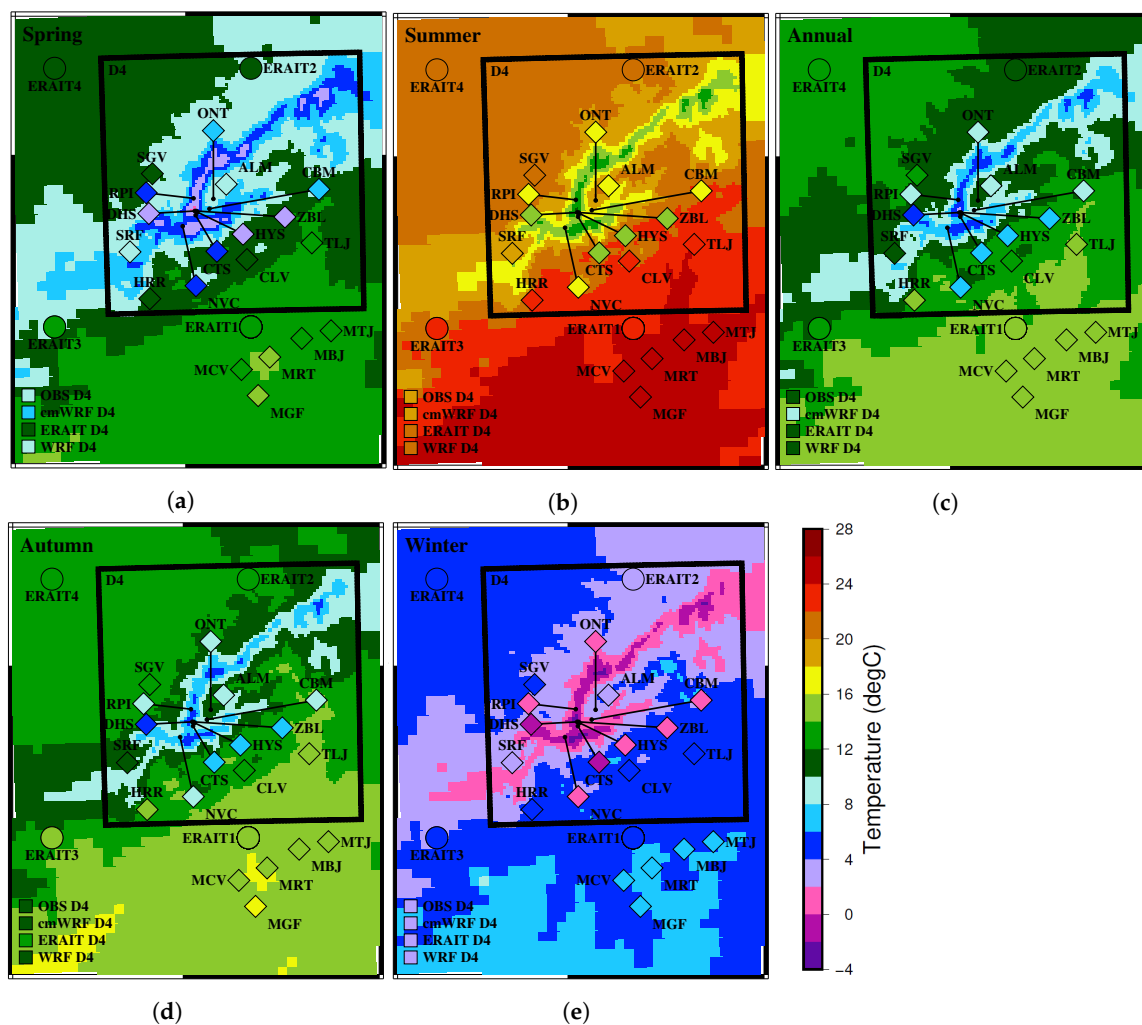 Spring
D4
ERAIT4
ERAIT2
ONT
SGV
ALM
CBM
RPI
DHS
ZBL
SRF
HYS
TLJ
CTS
CLV
HRR
NVC
ERAIT1
ERAIT3
MTJ
MBJ
MCV
MRT
MGF
OBS D4
cmWRF D4
ERAIT D4
WRF D4
(a)
Summer
D4
ERAIT4
ERAIT2
ONT
SGV
ALM
CBM
RPI
DHS
ZBL
SRF
HYS
TLJ
CTS
CLV
HRR
NVC
ERAIT1
ERAIT3
MTJ
MBJ
MCV
MRT
MGF
OBS D4
cmWRF D4
ERAIT D4
WRF D4
(b)
Annual
D4
ERAIT4
ERAIT2
ONT
SGV
ALM
CBM
RPI
DHS
ZBL
SRF
HYS
TLJ
CTS
CLV
HRR
NVC
ERAIT1
ERAIT3
MTJ
MBJ
MCV
MRT
MGF
OBS D4
cmWRF D4
ERAIT D4
WRF D4
(c)
Autumn
D4
ERAIT4
ERAIT2
ONT
SGV
ALM
CBM
RPI
DHS
ZBL
SRF
HYS
TLJ
CTS
CLV
HRR
NVC
ERAIT1
ERAIT3
MTJ
MBJ
MCV
MRT
MGF
OBS D4
cmWRF D4
ERAIT D4
WRF D4
(d)
Winter
D4
ERAIT4
ERAIT2
ONT
SGV
ALM
CBM
RPI
DHS
ZBL
SRF
HYS
TLJ
CTS
CLV
HRR
NVC
ERAIT1
ERAIT3
MTJ
MBJ
MCV
MRT
MGF
OBS D4
cmWRF D4
ERAIT D4
WRF D4
(e)
28
24
20
16
12
8
4
0
−4
Temperature (degC)